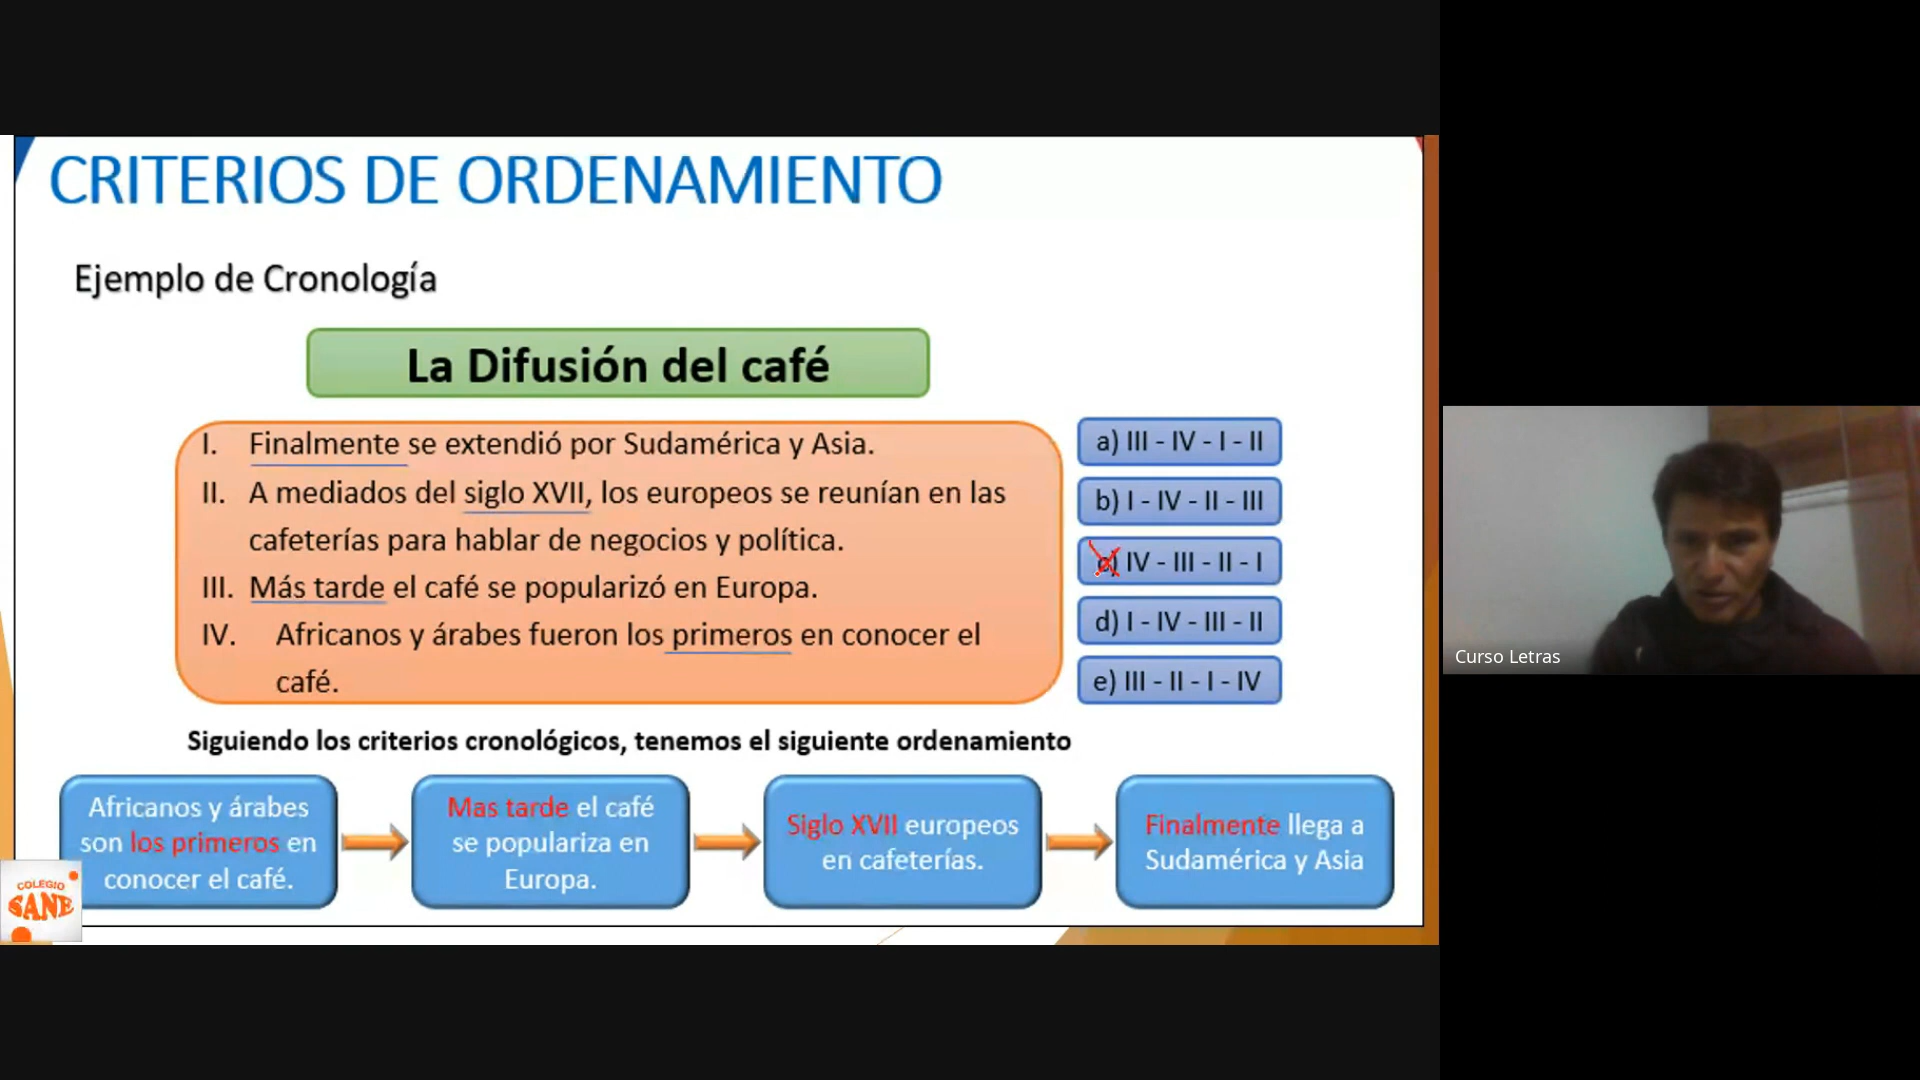 CRITERIOS DE ORDENAMIENTO
Ejemplo de Cronología
La Difusión del café
I. Finalmente se extendió por Sudamérica y Asia.
II. A mediados del siglo XVII, los europeos se reunían en las
cafeterías para hablar de negocios y política.
III. Más tarde el café se popularizó en Europa.
IV. Africanos y árabes fueron los primeros en conocer el
café.
a) III - IV - I - II
b) I - IV - II - III
c) IV - III - II - I
d) I - IV - III - II
e) III - II - I - IV
Siguiendo los criterios cronológicos, tenemos el siguiente ordenamiento
Africanos y árabes
son los primeros en
conocer el café.
Mas tarde el café
se populariza en
Europa.
Siglo XVII europeos
en cafeterías.
Finalmente llega a
Sudamérica y Asia
COLEGIO
SANE
Curso Letras